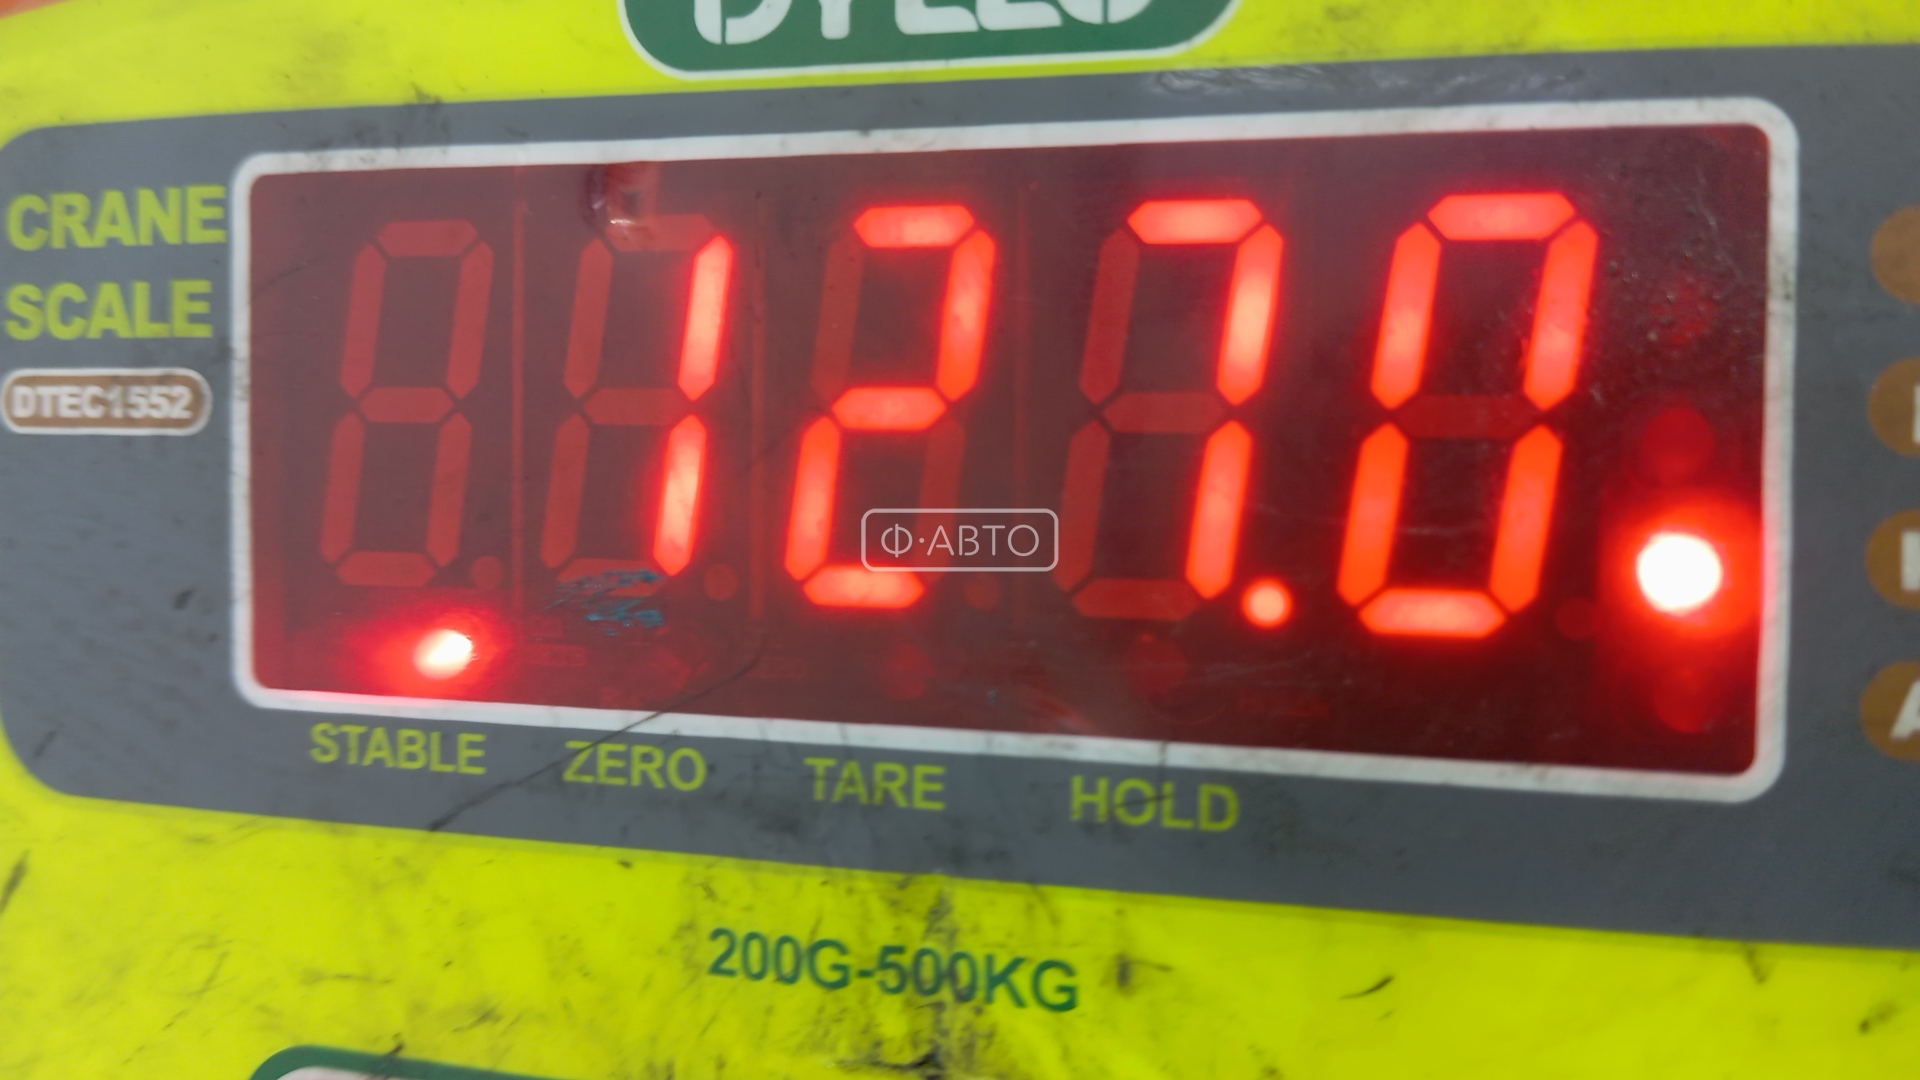 CRANE
SCALE
DTEC1552
127.0
Ф·АВТО
STABLE ZERO TARE HOLD
200G-500KG